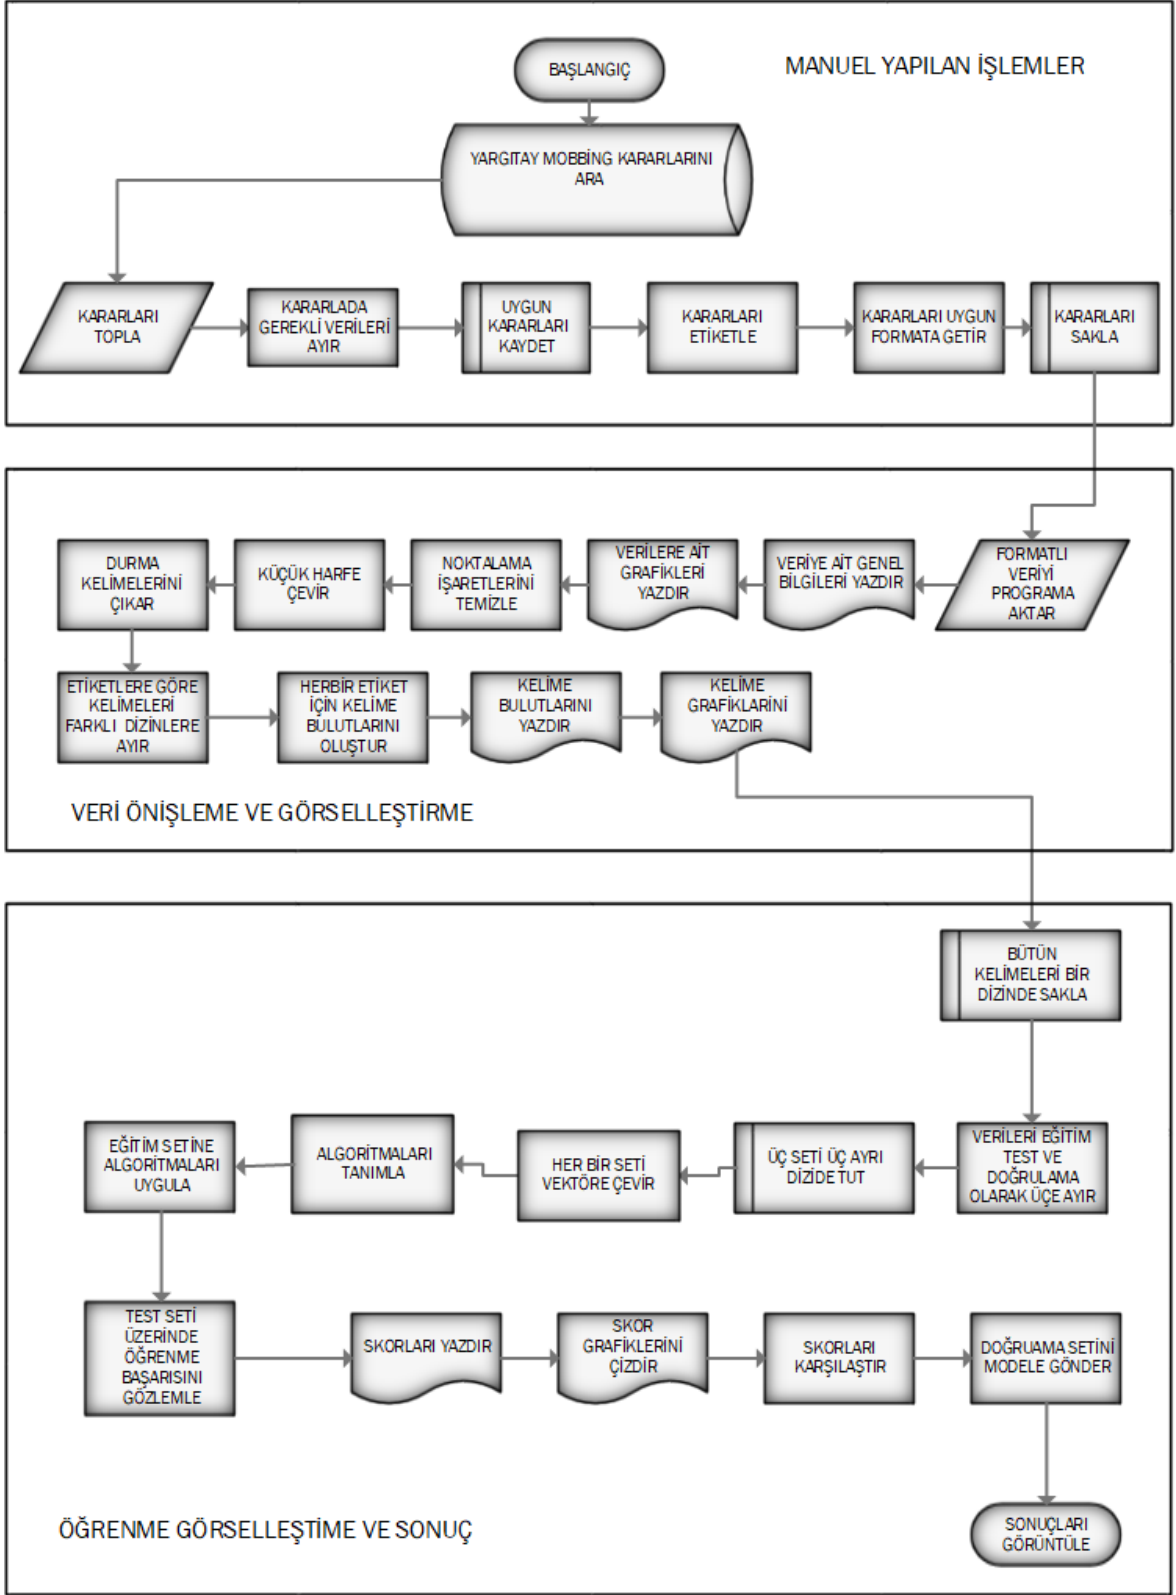 BAŞLANGIÇ
MANUEL YAPILAN İŞLEMLER
YARGITAY MOBBİNG KARARLARINI
ARA
KARARLARI
TOPLA
KARARLADA
GEREKLİ VERİLERİ
AYIR
UYGUN
KARARLARI
KAYDET
KARARLARI
ETİKETLE
KARARLARI UYGUN
FORMATA GETİR
KARARLARI
SAKLA
FORMATLI
VERİYİ
PROGRAMA
AKTAR
VERİYE AİT GENEL
BİLGİLERİ YAZDIR
VERİLERE AİT
GRAFİKLERİ
YAZDIR
NOKTALAMA
İŞARETLERİNİ
TEMİZLE
KÜÇÜK HARFE
ÇEVİR
DURMA
KELİMELERİNİ
ÇIKAR
ETİKETLERE GÖRE
KELİMELERİ
FARKLI DİZİNLERE
AYIR
HERBİR ETİKET
İÇİN KELİME
BULUTLARINI
OLUŞTUR
KELİME
BULUTLARINI
YAZDIR
KELİME
GRAFİKLARİNİ
YAZDIR
VERİ ÖNİŞLEME VE GÖRSELLEŞTİRME
BÜTÜN
KELİMELERİ BİR
DİZİNDE SAKLA
VERİLERİ EĞİTİM
TEST VE
DOĞRULAMA
OLARAK ÜÇE AYIR
ÜÇ SETİ ÜÇ AYRI
DİZİDE TUT
HER BİR SETİ
VEKTÖRE ÇEVİR
ALGORİTMALARI
TANIMLA
EĞİTİM SETİNE
ALGORİTMALARI
UYGULA
TEST SETİ
ÜZERİNDE
ÖĞRENME
BAŞARISINI
GÖZLEMLE
SKORLARI YAZDIR
SKOR
GRAFİKLERİNİ
ÇİZDİR
SKORLARI
KARŞILAŞTIR
DOĞRUAMA SETİNİ
MODELE GÖNDER
SONUÇLARI
GÖRÜNTÜLE
ÖĞRENME GÖRSELLEŞTİME VE SONUÇ